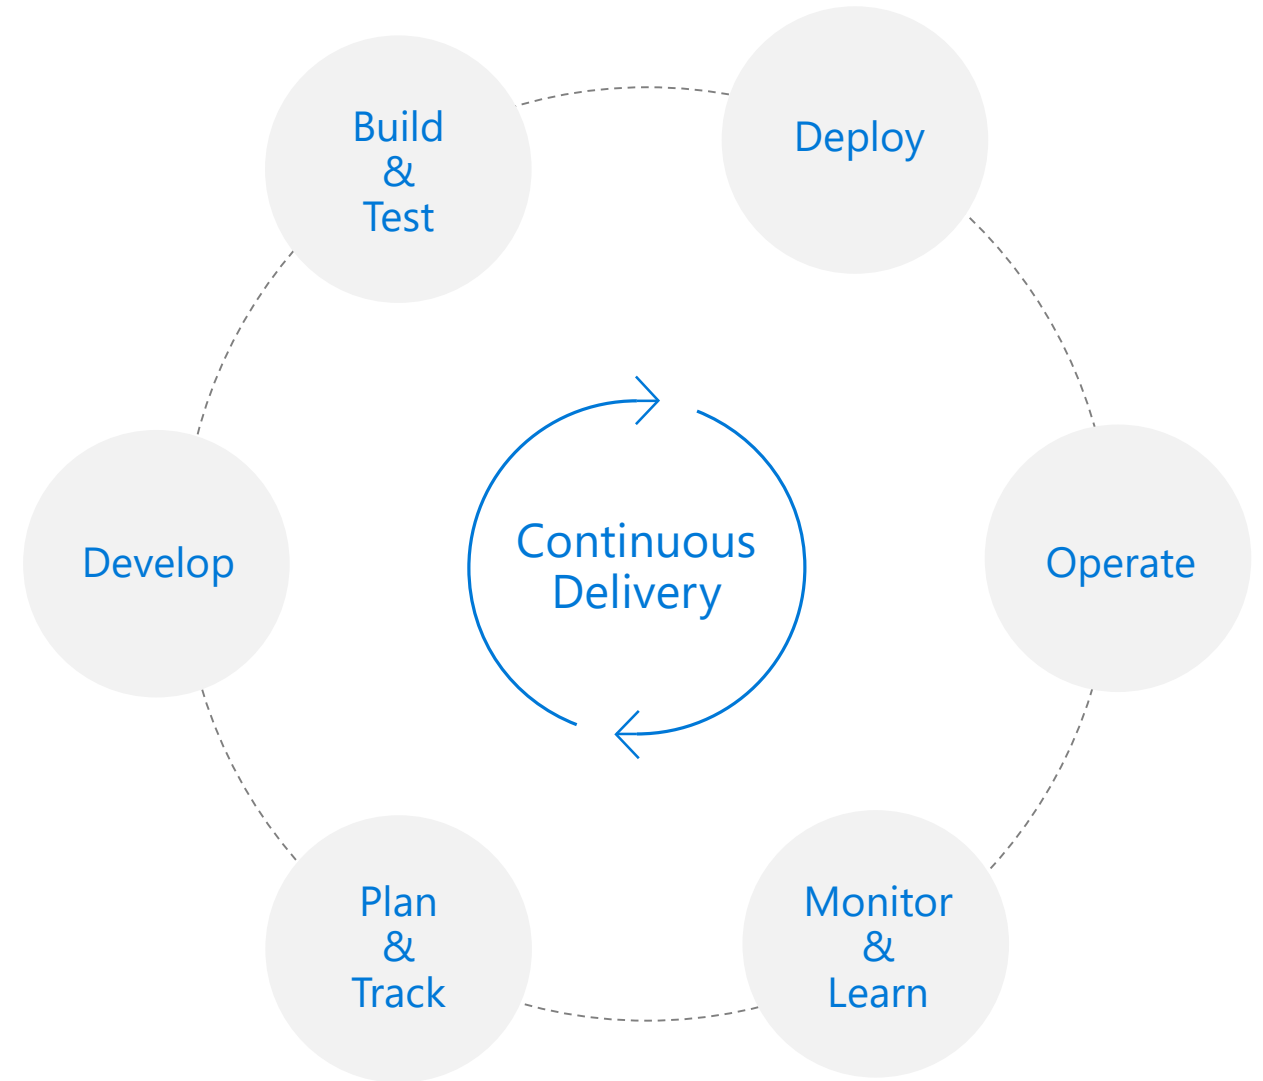 Build
&
Test
Deploy
Continuous
Delivery
Develop
Operate
Plan
&
Track
Monitor
&
Learn